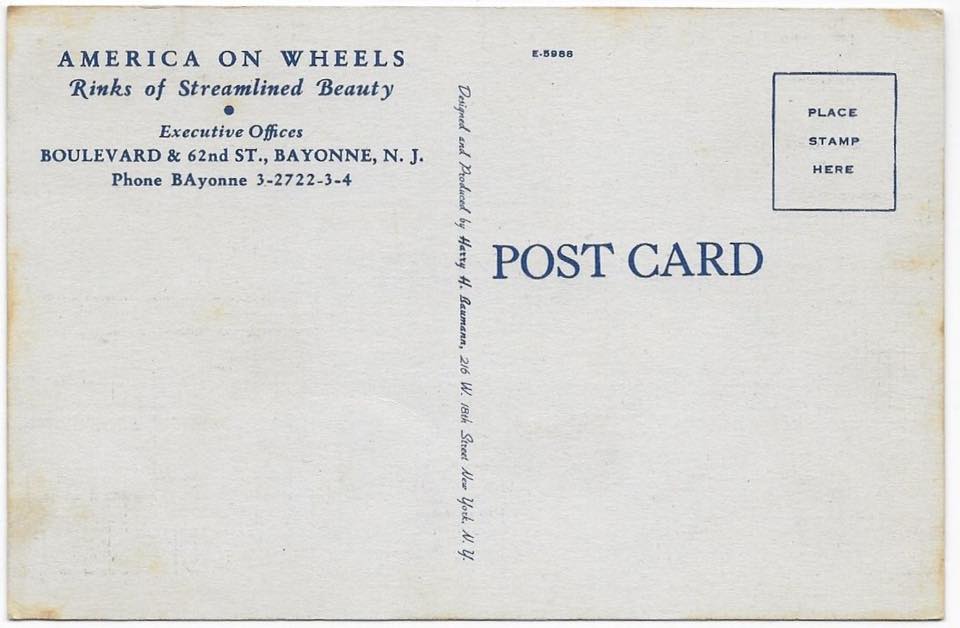 AMERICA ON WHEELS
Rinks of Streamlined Beauty
•
Executive Offices
BOULEVARD & 62nd ST., BAYONNE, N. J.
Phone BAyonne 3-2722-3-4
Designed and Produced by Harry H. Baumann, 216 W. 18th Street New York, N. Y.
E-5988
PLACE
STAMP
HERE
POST CARD